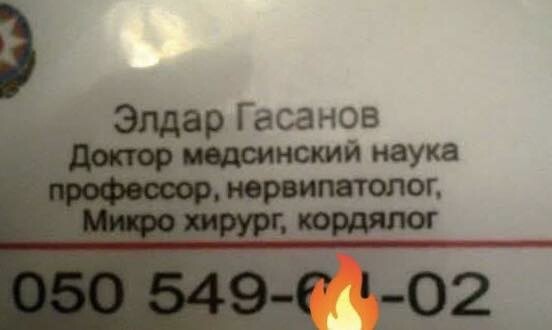 Элдар Гасанов
Доктор медсинский наука
профессор, нервипатолог,
Микро хирург, кордялог
050 549- -02